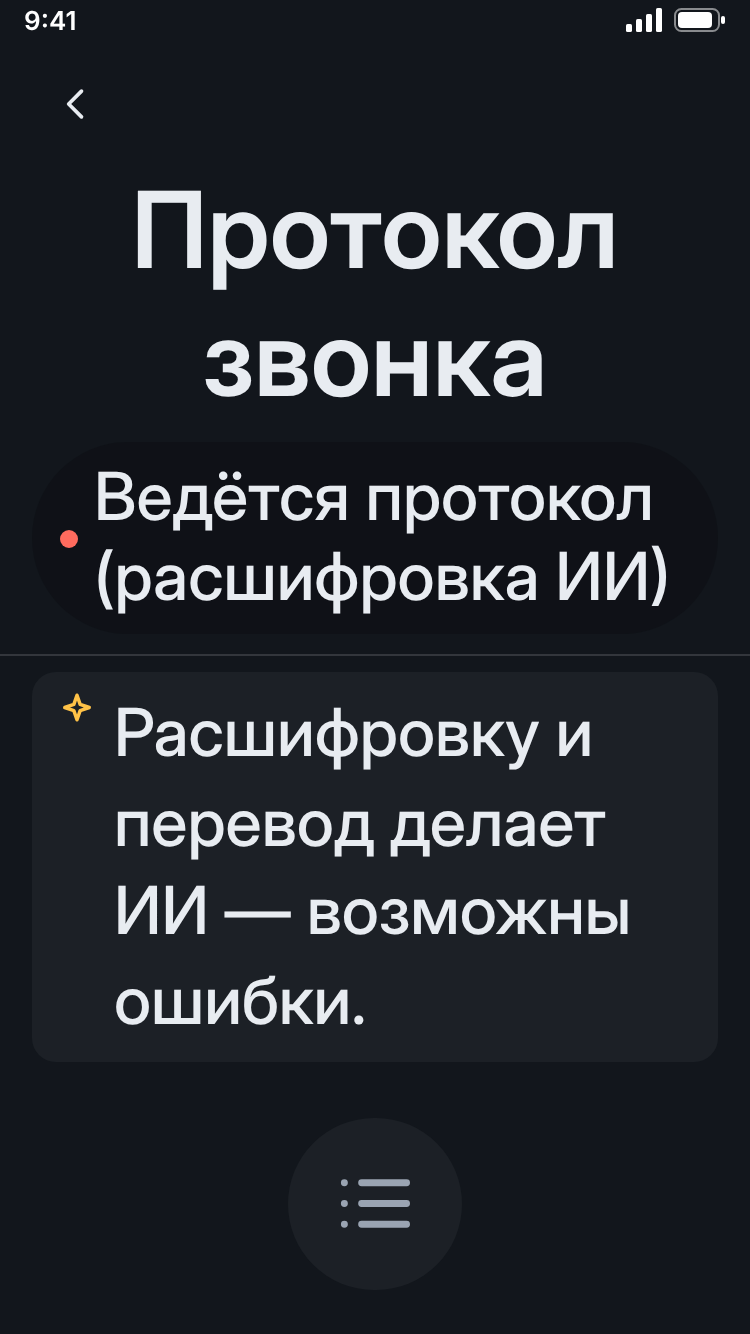 9:41
Протокол
звонка
Ведётся протокол
(расшифровка ИИ)
Расшифровку и
перевод делает
ИИ — возможны
ошибки.